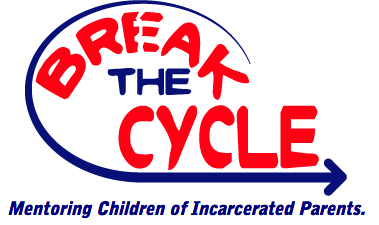 BREAK
THE
CYCLE
Mentoring Children of Incarcerated Parents.